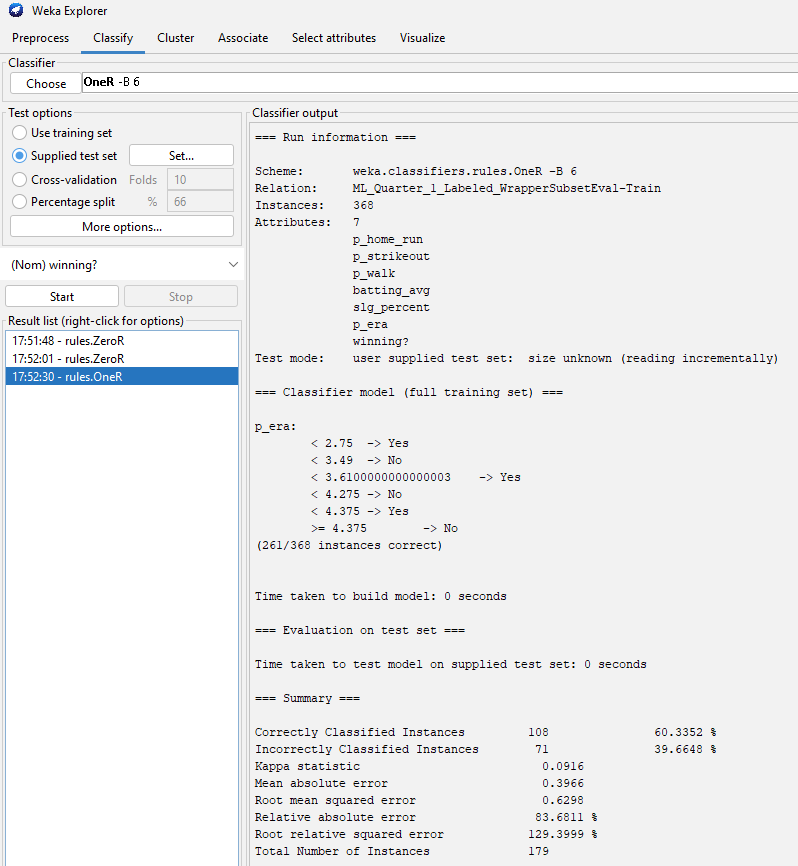 Weka Explorer
Preprocess Classify Cluster Associate Select attributes Visualize
Classifier
Choose OneR -B 6
Test options
Use training set
Supplied test set Set...
Cross-validation Folds 10
Percentage split % 66
More options...
(Nom) winning?
Start Stop
Result list (right-click for options)
17:51:48 - rules.ZeroR
17:52:01 - rules.ZeroR
17:52:30 - rules.OneR
Classifier output
=== Run information ===
Scheme: weka.classifiers.rules.OneR -B 6
Relation: ML_Quarter_1_Labeled_WrapperSubsetEval-Train
Instances: 368
Attributes: 7
p_home_run
p_strikeout
p_walk
batting_avg
slg_percent
p_era
winning?
Test mode: user supplied test set: size unknown (reading incrementally)
=== Classifier model (full training set) ===
p_era:
< 2.75 -> Yes
< 3.49 -> No
< 3.6100000000000003 -> Yes
< 4.275 -> No
< 4.375 -> Yes
>= 4.375 -> No
(261/368 instances correct)
Time taken to build model: 0 seconds
=== Evaluation on test set ===
Time taken to test model on supplied test set: 0 seconds
=== Summary ===
Correctly Classified Instances 108 60.3352 %
Incorrectly Classified Instances 71 39.6648 %
Kappa statistic 0.0916
Mean absolute error 0.3966
Root mean squared error 0.6298
Relative absolute error 83.6811 %
Root relative squared error 129.3999 %
Total Number of Instances 179